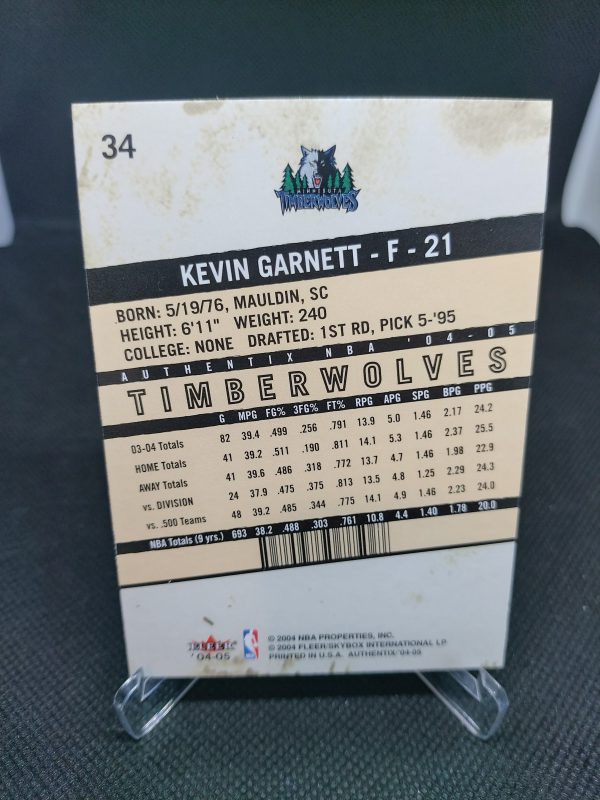 34
MINNESOTA
TIMBERWOLVES
KEVIN GARNETT - F - 21
BORN: 5/19/76, MAULDIN, SC
HEIGHT: 6'11" WEIGHT: 240
COLLEGE: NONE DRAFTED: 1ST RD, PICK 5-'95
AUTHENTIX NBA '04-05
TIMBERWOLVES
G MPG FG% 3FG% FT% RPG APG SPG BPG PPG
03-04 Totals 82 39.4 .499 .256 .791 13.9 5.0 1.46 2.17 24.2
HOME Totals 41 39.2 .511 .190 .811 14.1 5.3 1.46 2.37 25.5
AWAY Totals 41 39.6 .486 .318 .772 13.7 4.7 1.46 1.98 22.9
vs. DIVISION 24 37.9 .475 .375 .813 13.5 4.8 1.25 2.29 24.3
vs. .500 Teams 48 39.2 .485 .344 .775 14.1 4.9 1.46 2.23 24.0
NBA Totals (9 yrs.) 693 38.2 .488 .303 .761 10.8 4.4 1.40 1.78 20.0
FLEER
'04-05
© 2004 NBA PROPERTIES, INC.
© 2004 FLEER/SKYBOX INTERNATIONAL LP
PRINTED IN U.S.A. AUTHENTIX '04-05